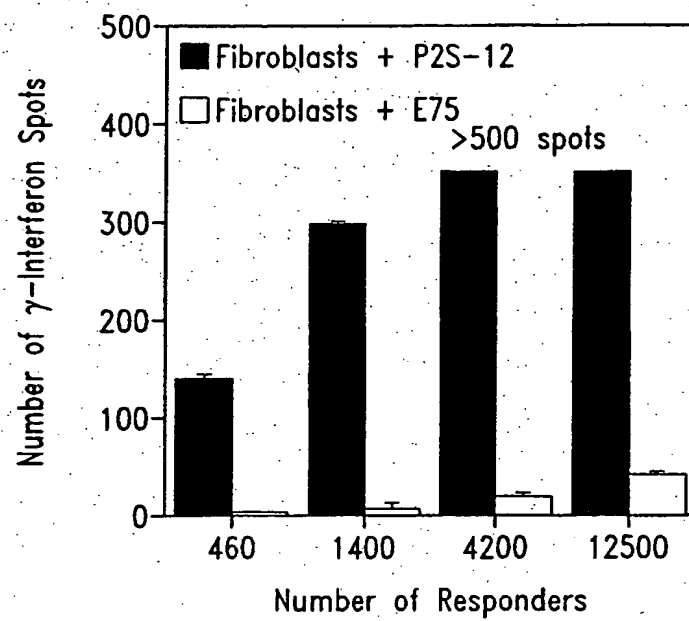 Number of γ-Interferon Spots
500
400
300
200
100
0
Fibroblasts + P2S-12
Fibroblasts + E75
>500 spots
460 1400 4200 12500
Number of Responders